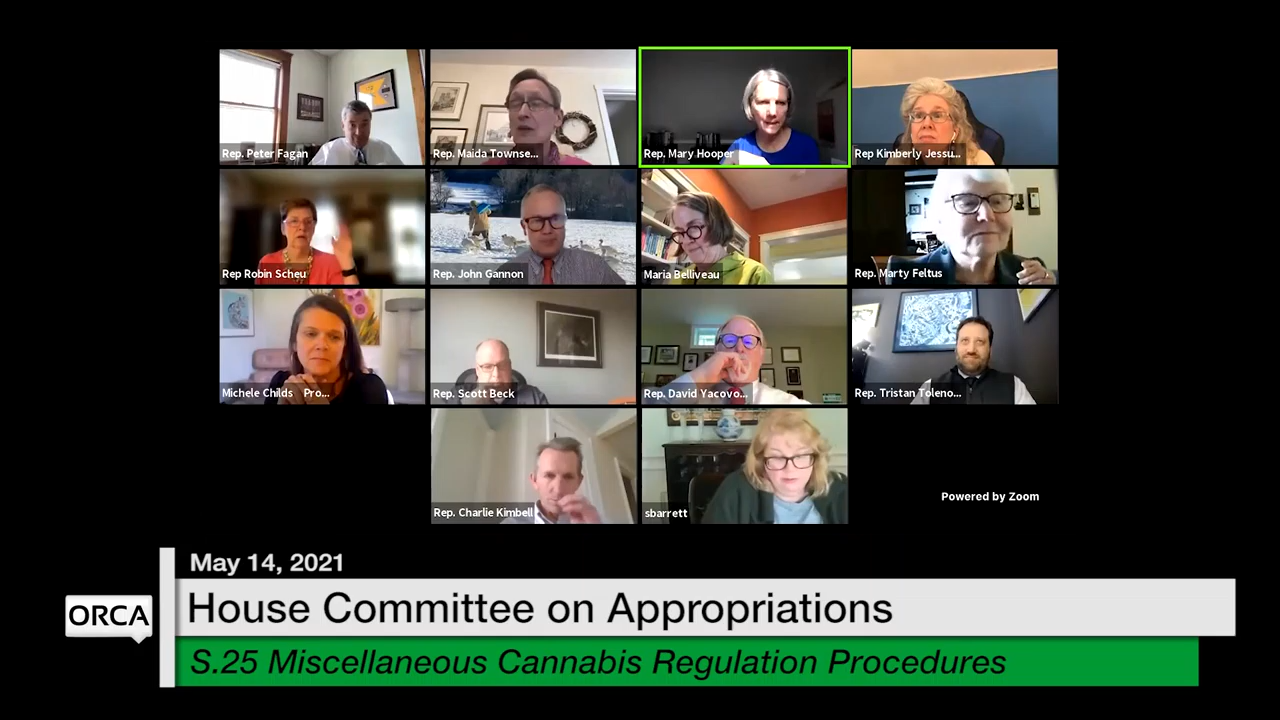 Rep. Peter Fagan
Rep. Maida Townse...
Rep. Mary Hooper
Rep Kimberly Jessu...
Rep Robin Scheu
Rep. John Gannon
Maria Belliveau
Rep. Marty Feltus
Michele Childs Pro...
Rep. Scott Beck
Rep. David Yacovo...
Rep. Tristan Toleno...
Rep. Charlie Kimbell
sbarrett
Powered by Zoom
May 14, 2021
ORCA
House Committee on Appropriations
S.25 Miscellaneous Cannabis Regulation Procedures